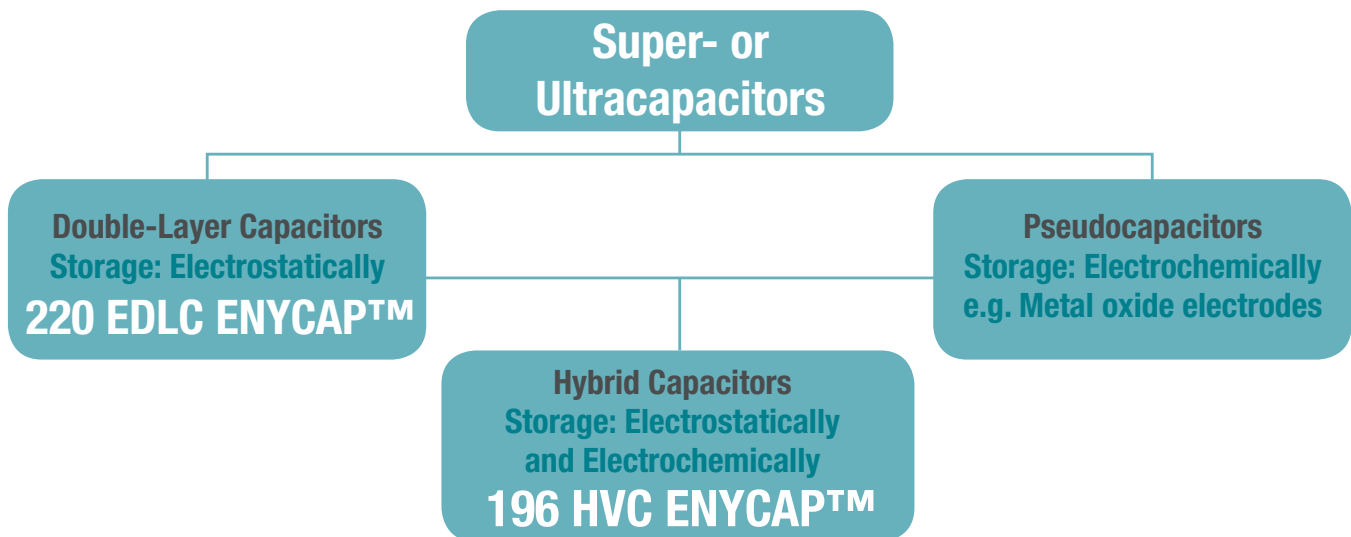 Super- or
Ultracapacitors
Double-Layer Capacitors
Storage: Electrostatically
220 EDLC ENYCAP™
Pseudocapacitors
Storage: Electrochemically
e.g. Metal oxide electrodes
Hybrid Capacitors
Storage: Electrostatically
and Electrochemically
196 HVC ENYCAP™